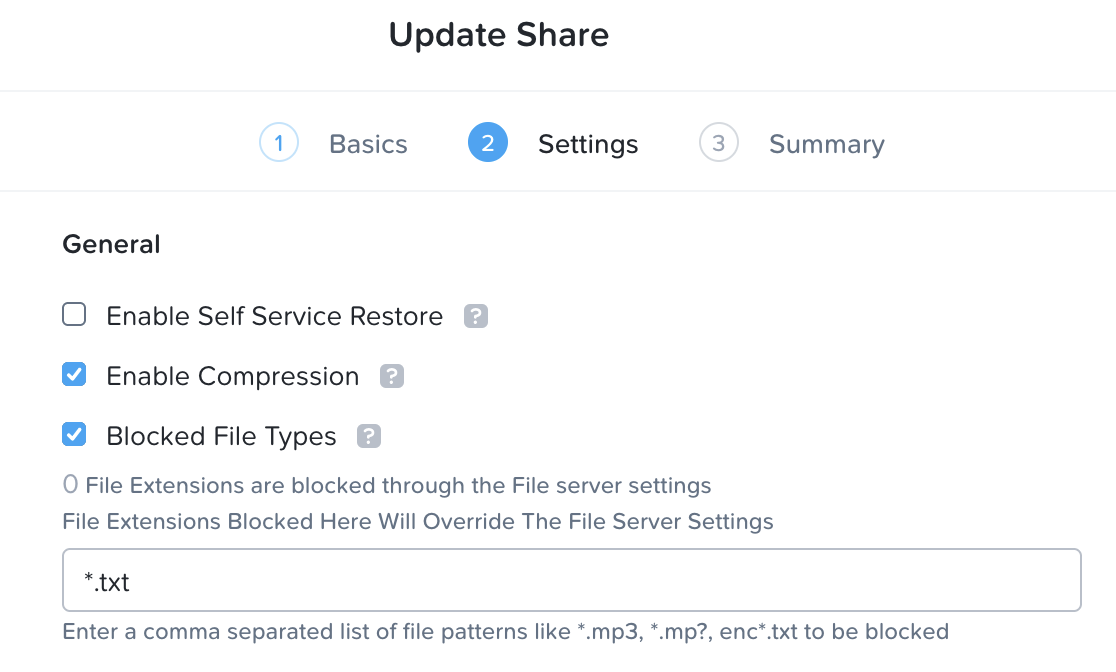 Update Share
1 Basics 2 Settings 3 Summary
General
Enable Self Service Restore ?
Enable Compression ?
Blocked File Types ?
0 File Extensions are blocked through the File server settings
File Extensions Blocked Here Will Override The File Server Settings
*.txt
Enter a comma separated list of file patterns like *.mp3, *.mp?, enc*.txt to be blocked